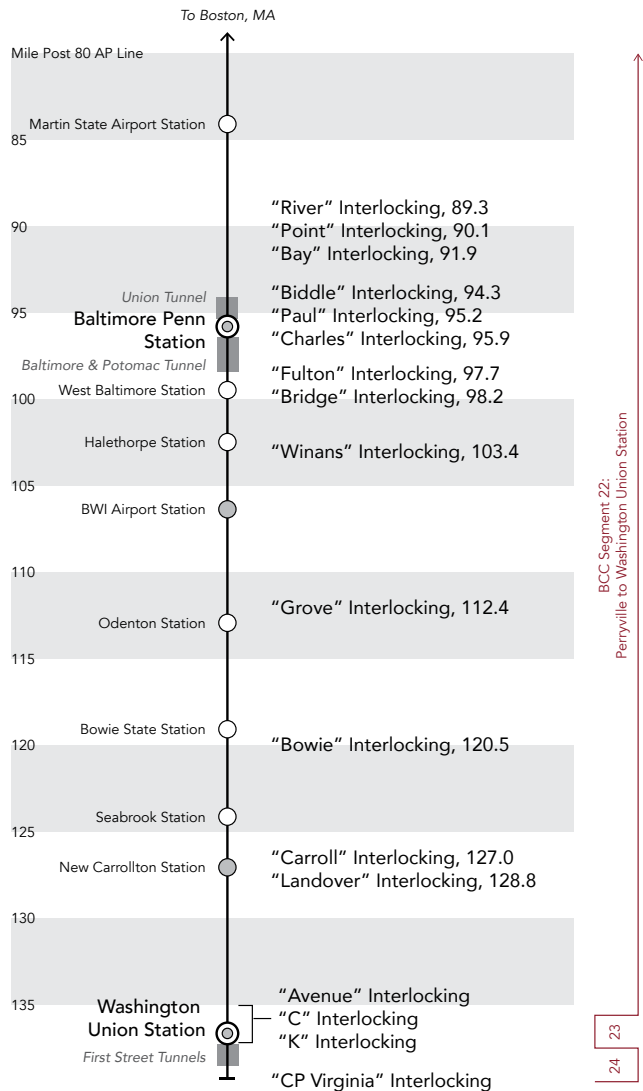 To Boston, MA
Mile Post 80 AP Line
Martin State Airport Station
85
“River” Interlocking, 89.3
90
“Point” Interlocking, 90.1
“Bay” Interlocking, 91.9
Union Tunnel
“Biddle” Interlocking, 94.3
95
Baltimore Penn
Station
“Paul” Interlocking, 95.2
“Charles” Interlocking, 95.9
Baltimore & Potomac Tunnel
“Fulton” Interlocking, 97.7
West Baltimore Station
“Bridge” Interlocking, 98.2
100
Halethorpe Station
“Winans” Interlocking, 103.4
105
BWI Airport Station
110
“Grove” Interlocking, 112.4
Odenton Station
115
Bowie State Station
120
“Bowie” Interlocking, 120.5
Seabrook Station
125
New Carrollton Station
“Carroll” Interlocking, 127.0
“Landover” Interlocking, 128.8
130
135
Washington
Union Station
“Avenue” Interlocking
“C” Interlocking
“K” Interlocking
First Street Tunnels
“CP Virginia” Interlocking
BCC Segment 22:
Perryville to Washington Union Station
23
24